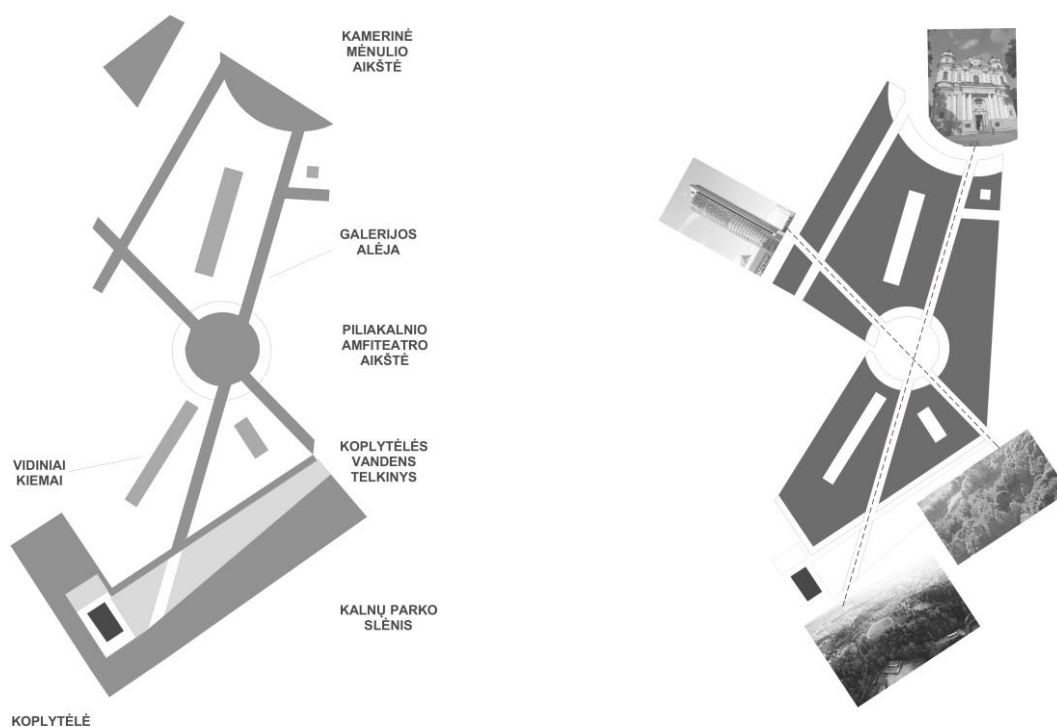 KAMERINĖ
MĖNULIO
AIKŠTĖ
GALERIJOS
ALĖJA
PILIAKALNIO
AMFITEATRO
AIKŠTĖ
VIDINIAI
KIEMAI
KOPLYTĖLĖS
VANDENS
TELKINYS
KALNŲ PARKO
SLĖNIS
KOPLYTĖLĖ